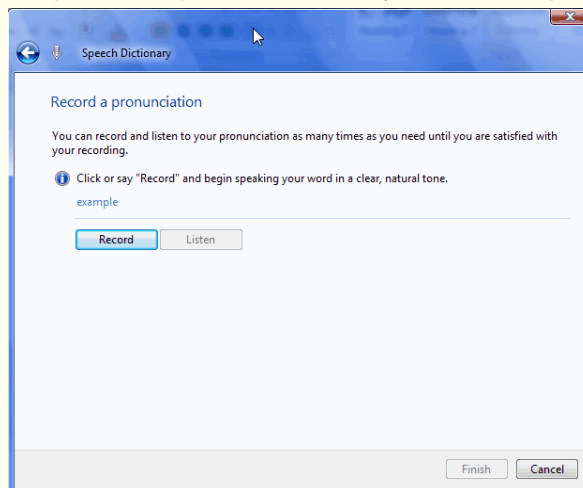 Speech Dictionary
Record a pronunciation
You can record and listen to your pronunciation as many times as you need until you are satisfied with
your recording.
Click or say "Record" and begin speaking your word in a clear, natural tone.
example
Record Listen
Finish Cancel